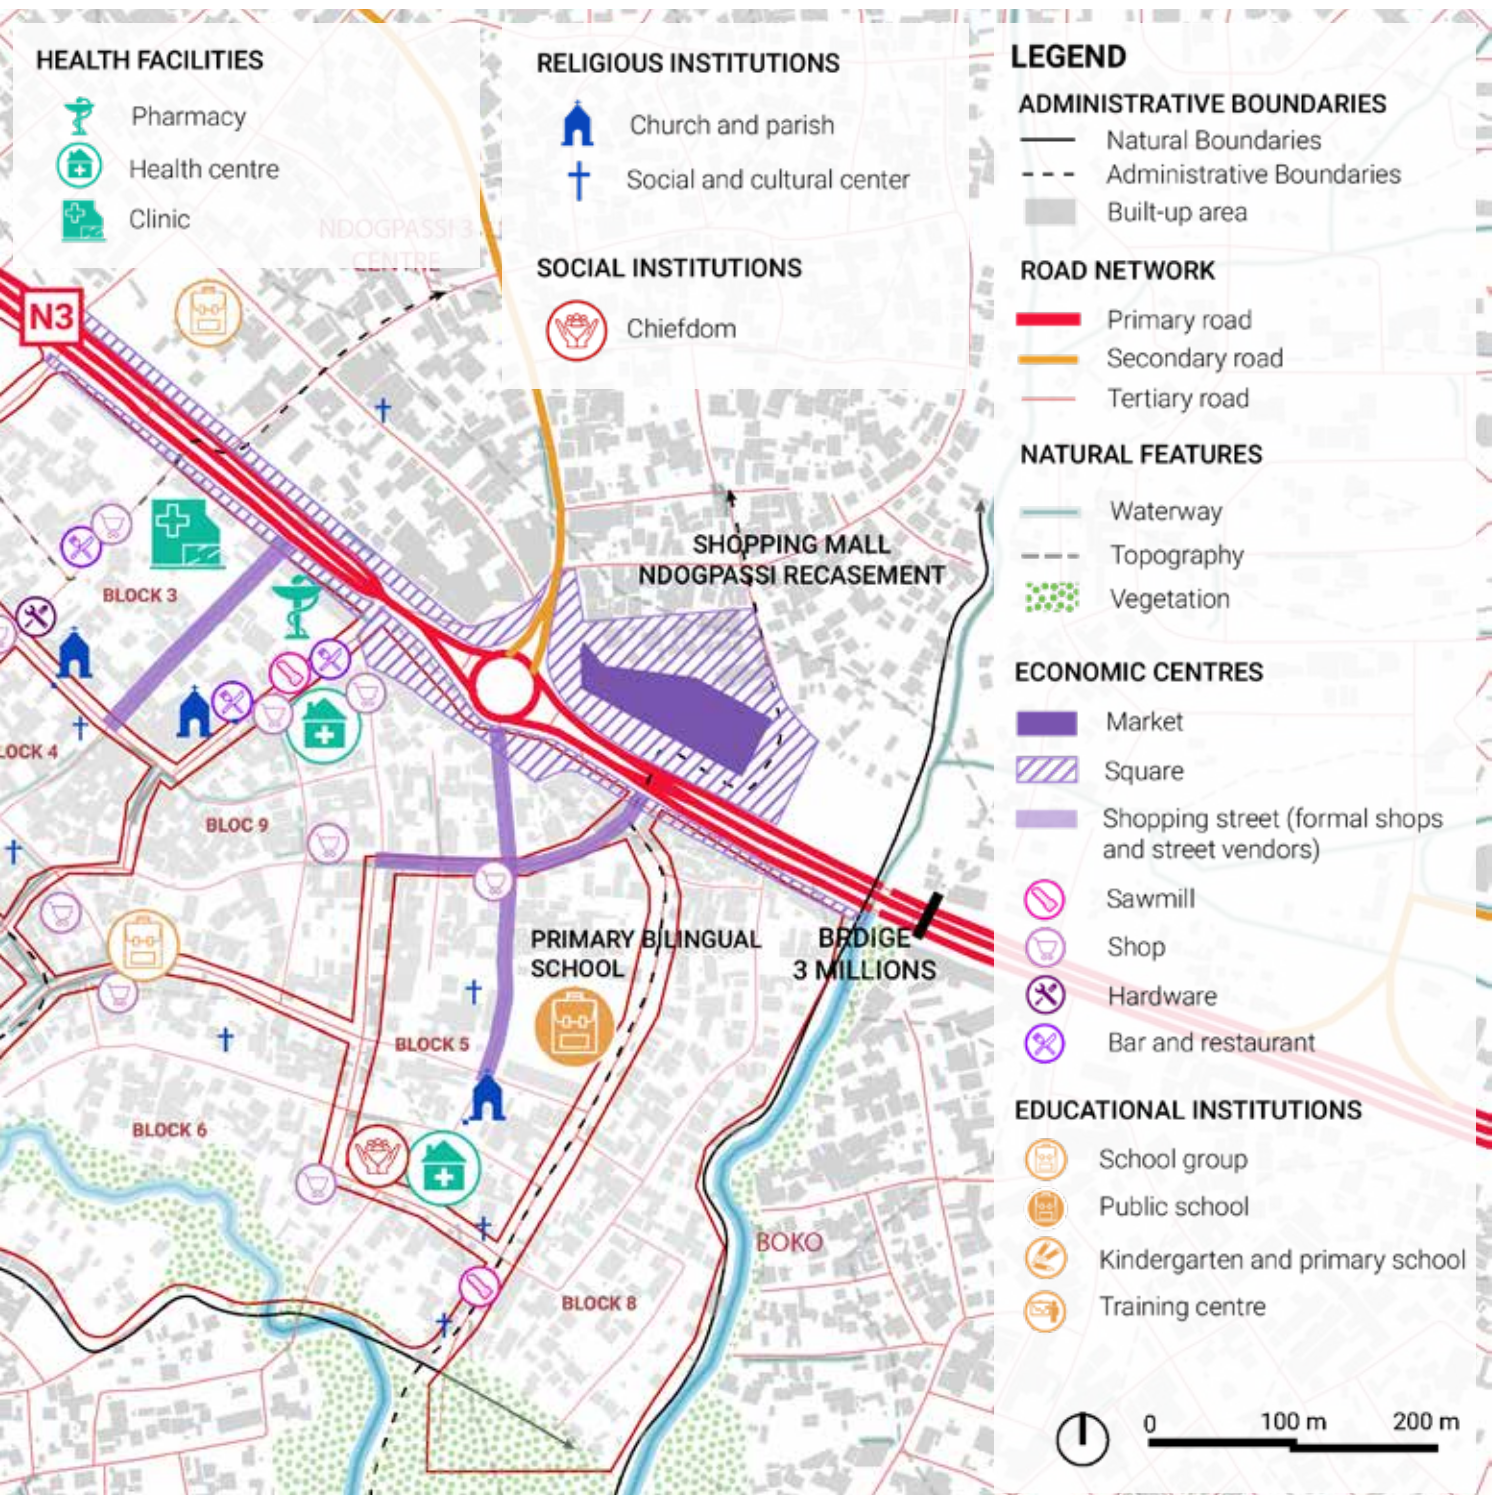 HEALTH FACILITIES
Pharmacy
Health centre
Clinic
RELIGIOUS INSTITUTIONS
Church and parish
Social and cultural center
SOCIAL INSTITUTIONS
Chiefdom
LEGEND
ADMINISTRATIVE BOUNDARIES
Natural Boundaries
Administrative Boundaries
Built-up area
ROAD NETWORK
Primary road
Secondary road
Tertiary road
NATURAL FEATURES
Waterway
Topography
Vegetation
ECONOMIC CENTRES
Market
Square
Shopping street (formal shops
and street vendors)
Sawmill
Shop
Hardware
Bar and restaurant
EDUCATIONAL INSTITUTIONS
School group
Public school
Kindergarten and primary school
Training centre
0 100 m 200 m
NDOGPASSI 3
CENTRE
N3
SHOPPING MALL
NDOGPASSI RECASEMENT
BLOCK 3
LOCK 4
BLOC 9
PRIMARY BILINGUAL
SCHOOL
BRDIGE
3 MILLIONS
BLOCK 5
BLOCK 6
BOKO
BLOCK 8